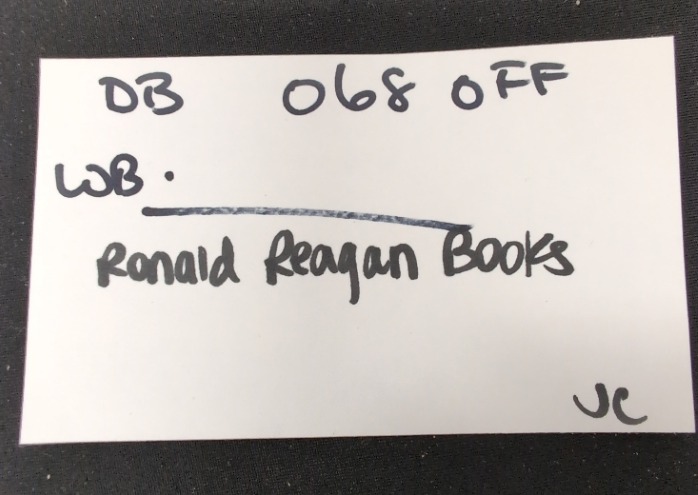 DB 068 OFF
WB.
Ronald Reagan Books
JC